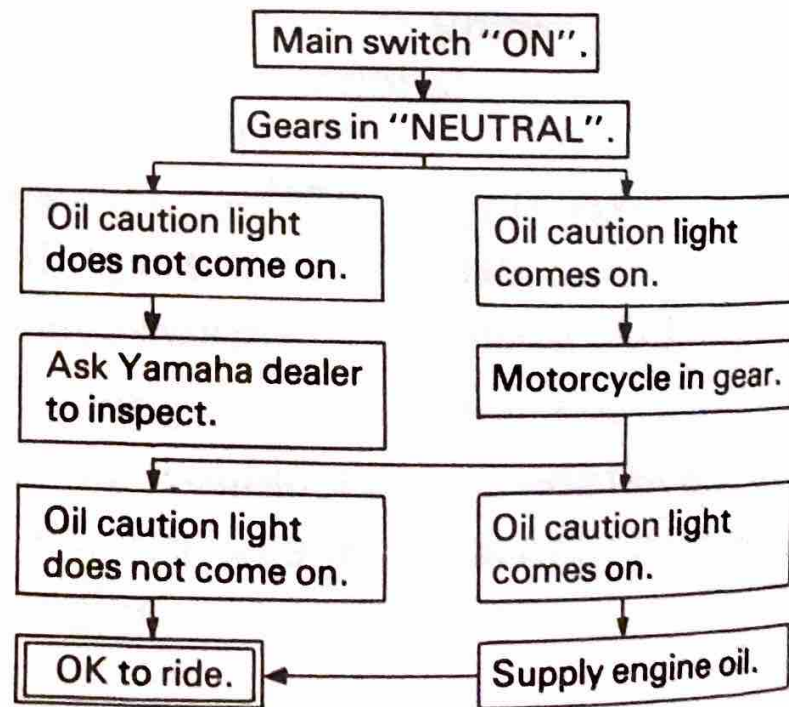 Main switch “ON”.
Gears in “NEUTRAL”.
Oil caution light
does not come on.
Oil caution light
comes on.
Ask Yamaha dealer
to inspect.
Motorcycle in gear.
Oil caution light
does not come on.
Oil caution light
comes on.
OK to ride.
Supply engine oil.